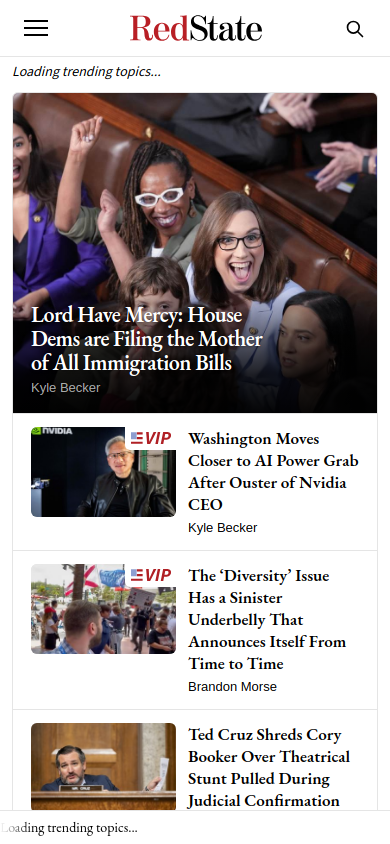 RedState
Loading trending topics...
Lord Have Mercy: House
Dems are Filing the Mother
of All Immigration Bills
Kyle Becker
NVIDIA
VIP
Washington Moves
Closer to AI Power Grab
After Ouster of Nvidia
CEO
Kyle Becker
VIP
The ‘Diversity’ Issue
Has a Sinister
Underbelly That
Announces Itself From
Time to Time
Brandon Morse
MR. CRUZ
Ted Cruz Shreds Cory
Booker Over Theatrical
Stunt Pulled During
Judicial Confirmation
Loading trending topics...